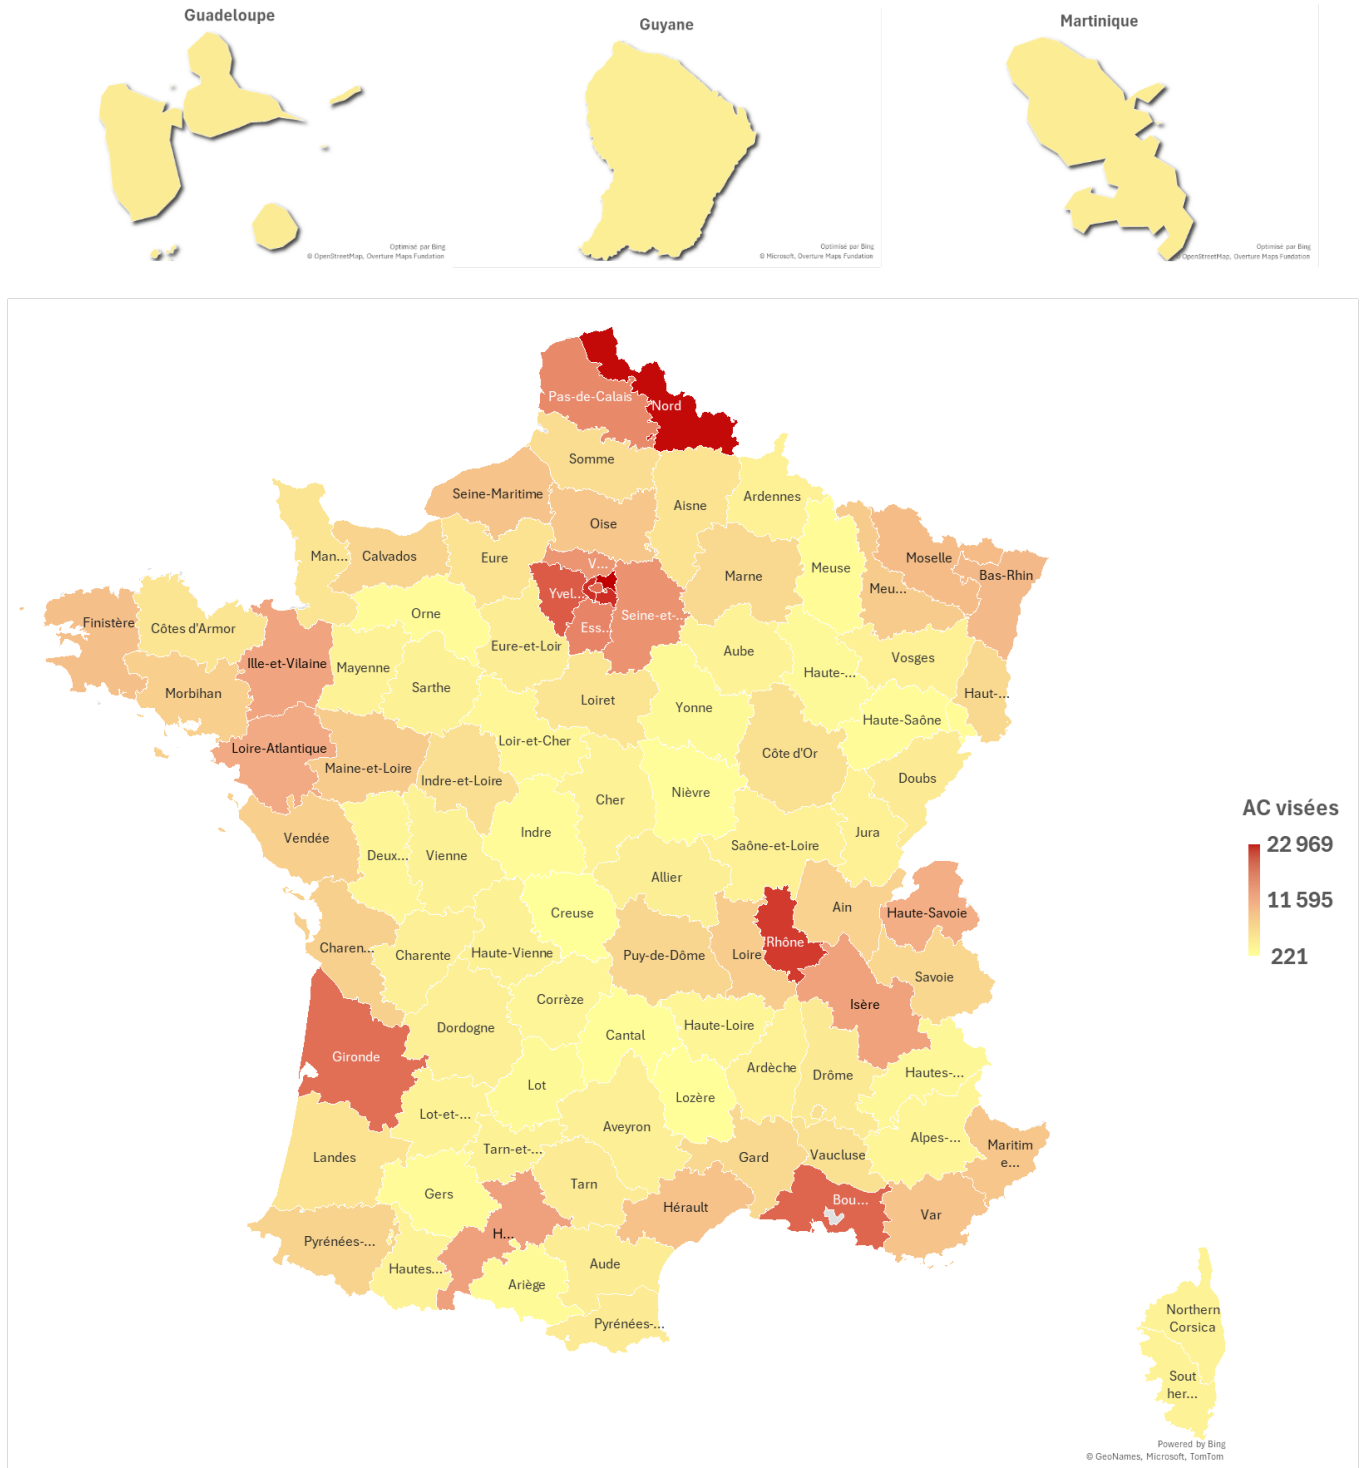 Guadeloupe
Guyane
Martinique
Optimisé par Bing
© OpenStreetMap, Overture Maps Fundation
Optimisé par Bing
© Microsoft, Overture Maps Fundation
Optimisé par Bing
OpenStreetMap, Overture Maps Fundation
Pas-de-Calais
Nord
Somme
Seine-Maritime
Aisne
Ardennes
Oise
Man...
Calvados
Eure
V...
Marne
Meuse
Moselle
Bas-Rhin
Meu...
Yvel...
Finistère
Côtes d'Armor
Orne
Ess...
Seine-et-...
Ille-et-Vilaine
Mayenne
Eure-et-Loir
Aube
Vosges
Haute-...
Morbihan
Sarthe
Loiret
Yonne
Haut-...
Haute-Saône
Loire-Atlantique
Loir-et-Cher
Côte d'Or
Maine-et-Loire
Indre-et-Loire
Doubs
Cher
Nièvre
AC visées
22 969
11 595
221
Vendée
Indre
Jura
Deux...
Vienne
Saône-et-Loire
Allier
Creuse
Ain
Haute-Savoie
Charen...
Charente
Haute-Vienne
Puy-de-Dôme
Loire
Rhône
Savoie
Corrèze
Isère
Dordogne
Cantal
Haute-Loire
Gironde
Ardèche
Drôme
Hautes-...
Lot
Lozère
Lot-et-...
Aveyron
Alpes-...
Maritim
e...
Landes
Tarn-et-...
Gard
Vaucluse
Gers
Tarn
Hérault
Bou...
Var
Pyrénées-...
H...
Hautes...
Ariège
Aude
Pyrénées-...
Northern
Corsica
Sout
her...
Powered by Bing
© GeoNames, Microsoft, TomTom